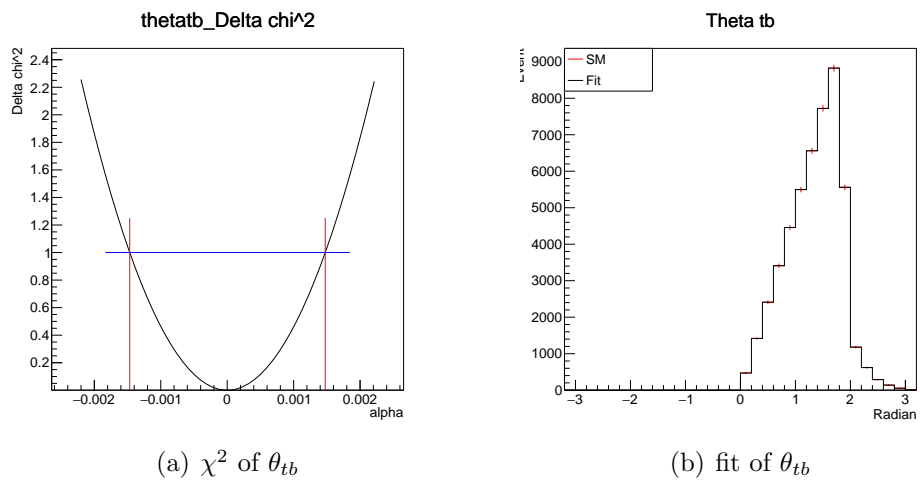 thetatb_Delta chi^2
Delta chi^2
2.4
2.2
2
1.8
1.6
1.4
1.2
1
0.8
0.6
0.4
0.2
−0.002 −0.001 0 0.001 0.002
alpha
(a) χ² of θ_tb
Theta tb
SM
Fit
9000
8000
7000
6000
5000
4000
3000
2000
1000
0
−3 −2 −1 0 1 2 3
Radian
(b) fit of θ_tb